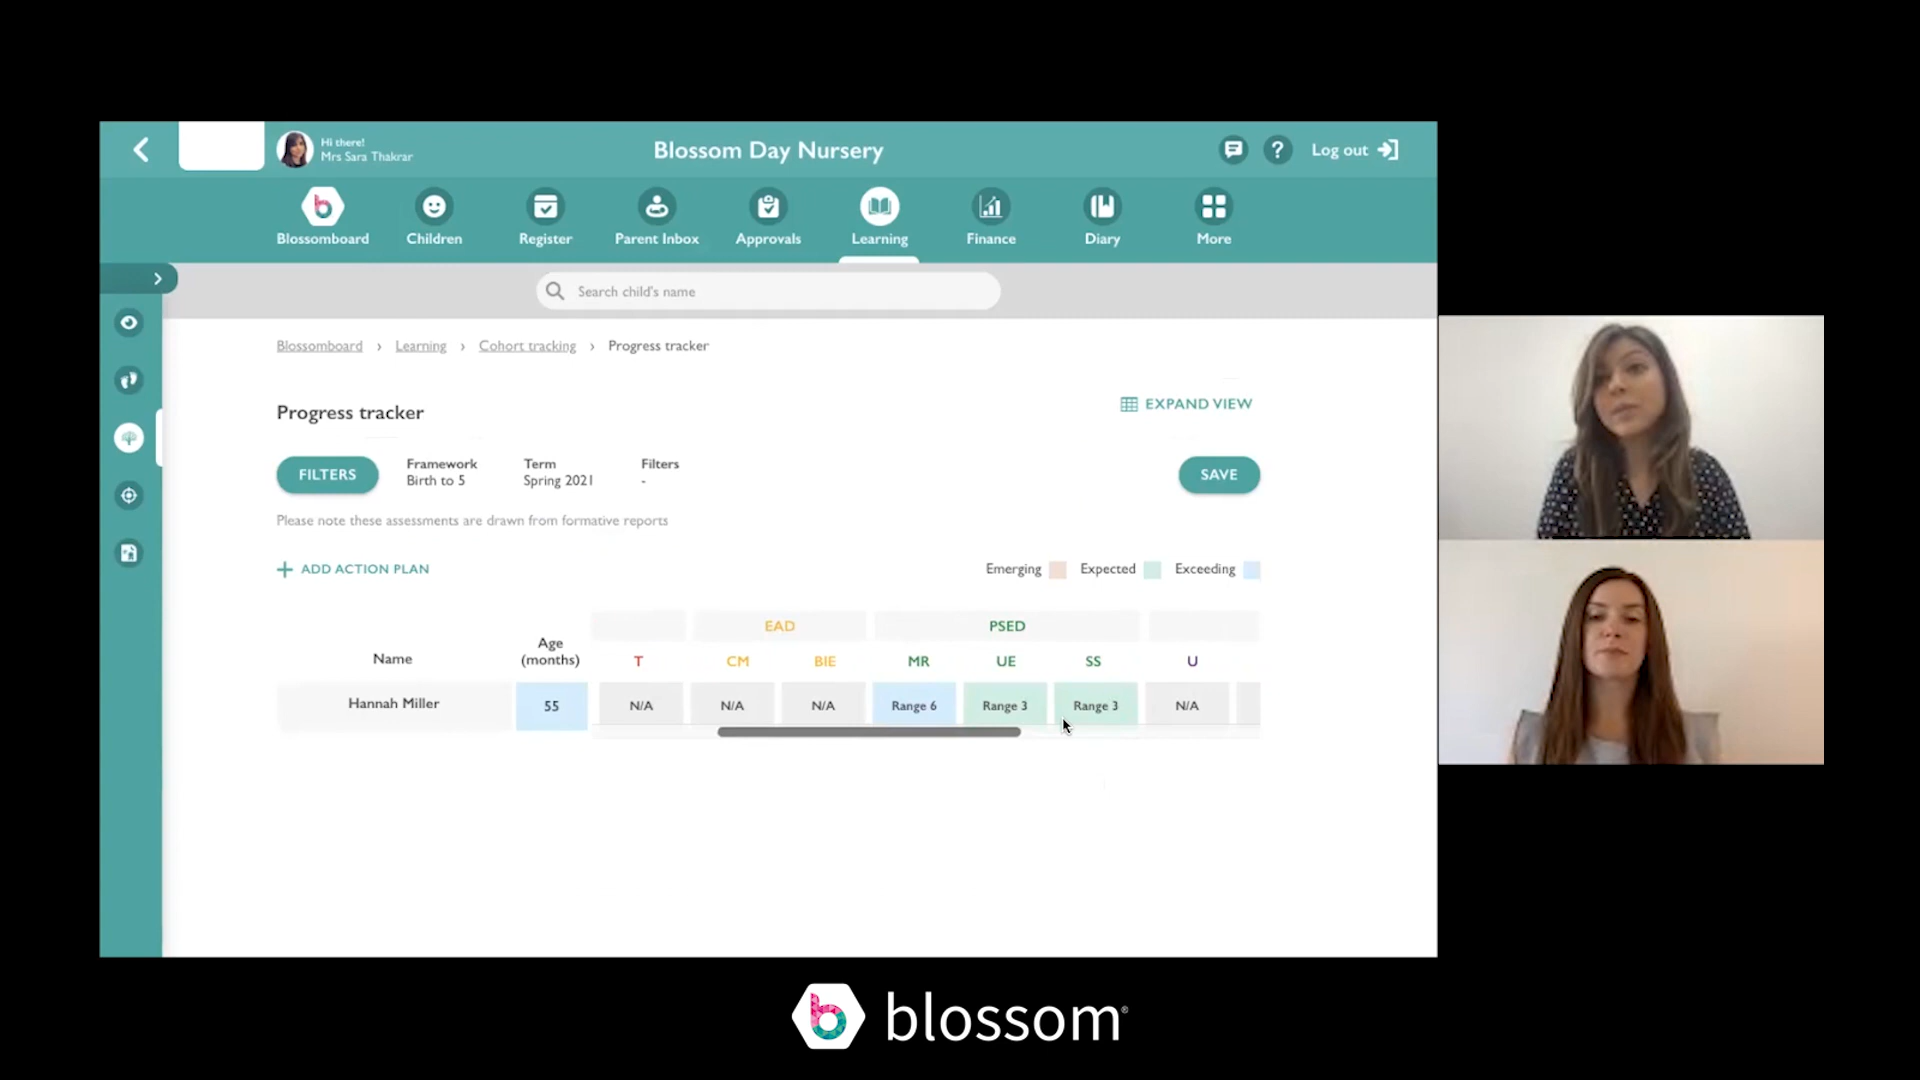 Hi there!
Mrs Sara Thakrar
Blossom Day Nursery
?
Log out
Blossomboard
Children
Register
Parent Inbox
Approvals
Learning
Finance
Diary
More
Search child's name
Blossomboard › Learning › Cohort tracking › Progress tracker
Progress tracker
EXPAND VIEW
FILTERS
Framework
Birth to 5
Term
Spring 2021
Filters
-
SAVE
Please note these assessments are drawn from formative reports
+ ADD ACTION PLAN
Emerging Expected Exceeding
EAD PSED
Name Age (months) T CM BIE MR UE SS U
Hannah Miller 55 N/A N/A N/A Range 6 Range 3 Range 3 N/A
b blossom®